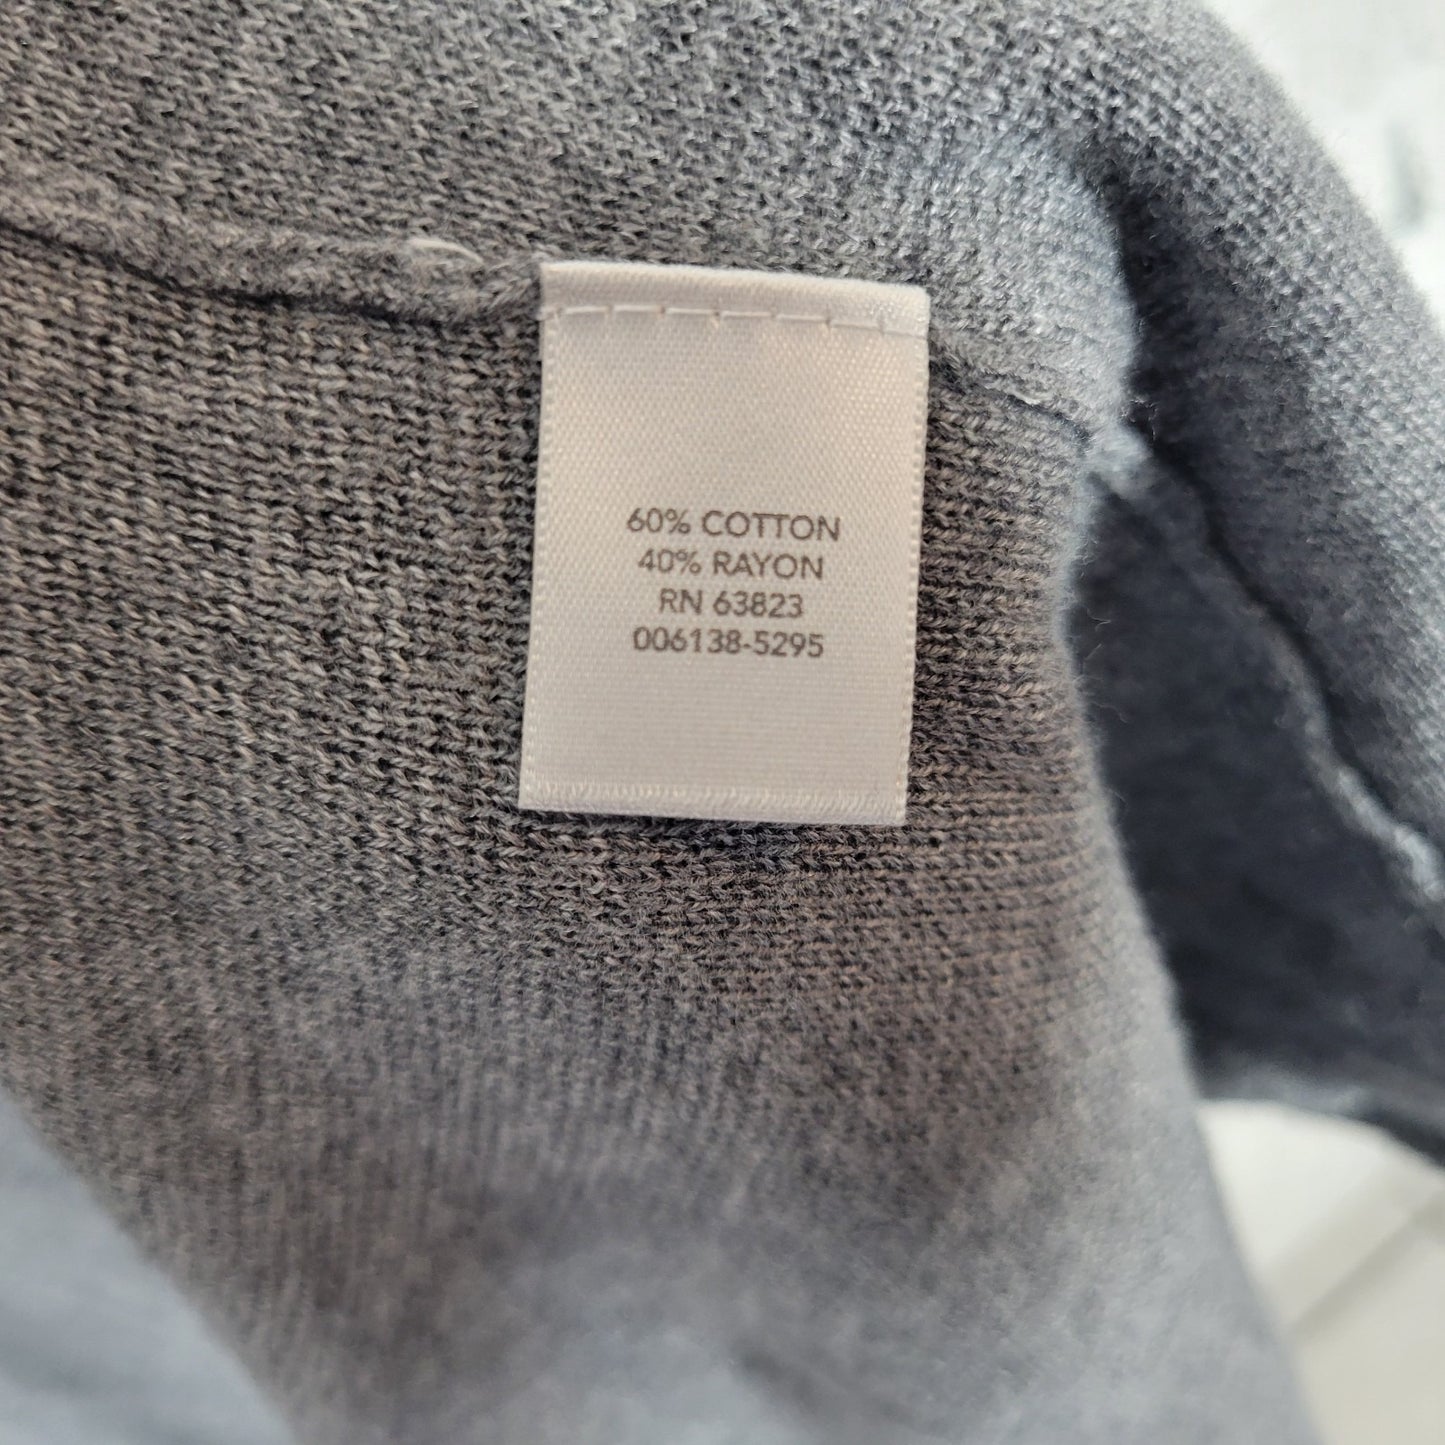 60% COTTON
40% RAYON
RN 63823
006138-5295